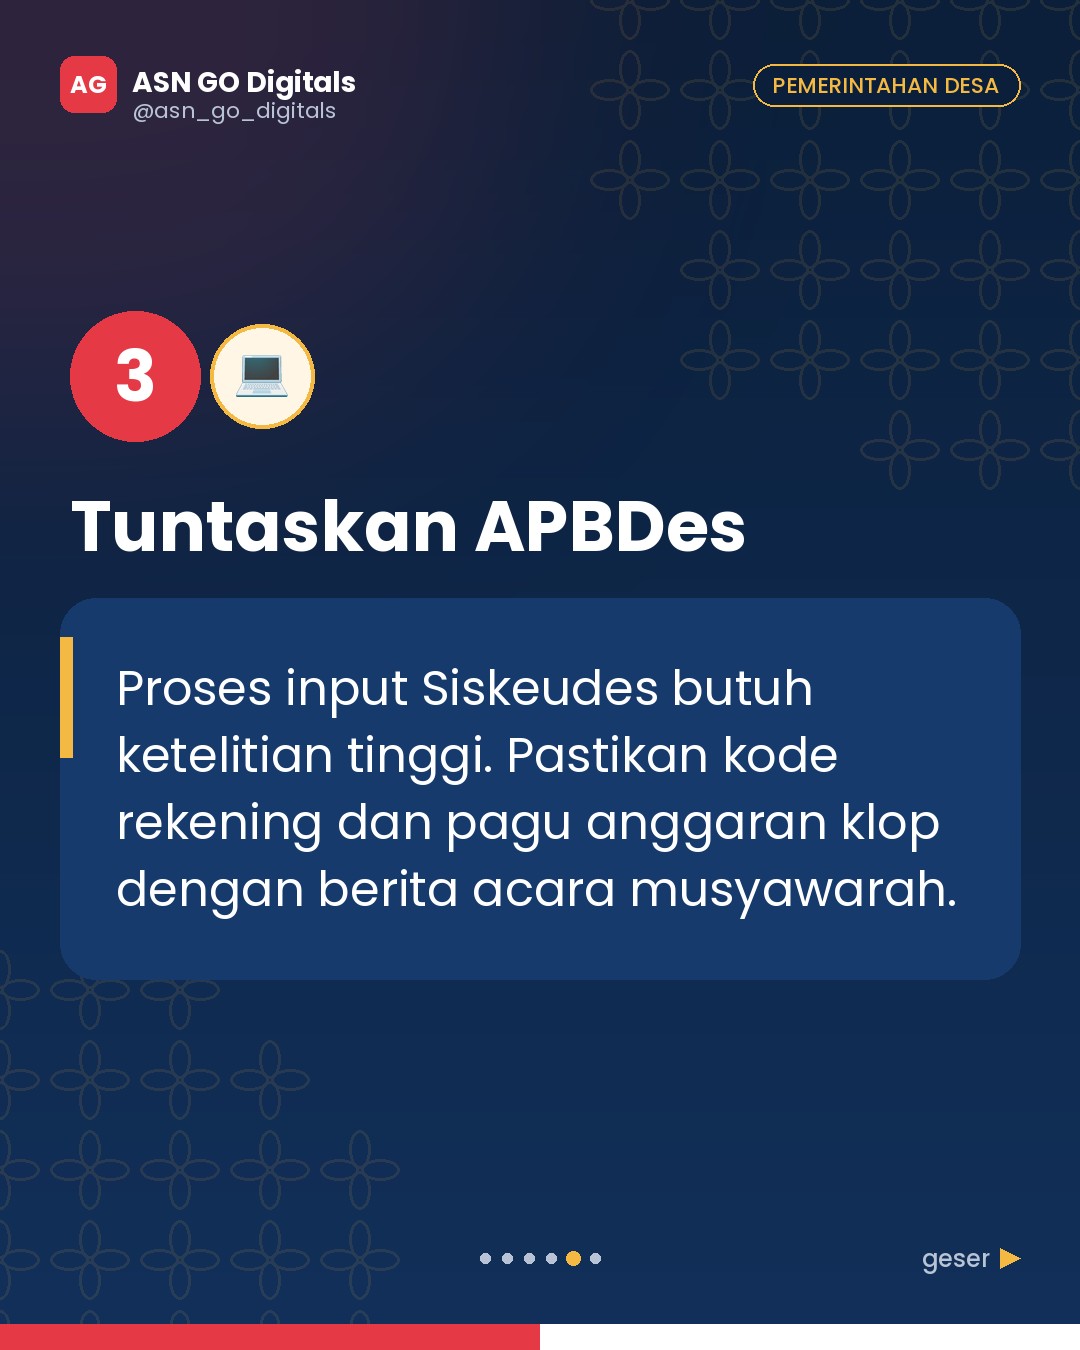 AG
ASN GO Digitals
@asn_go_digitals
PEMERINTAHAN DESA
3
Tuntaskan APBDes
Proses input Siskeudes butuh
ketelitian tinggi. Pastikan kode
rekening dan pagu anggaran klop
dengan berita acara musyawarah.
geser